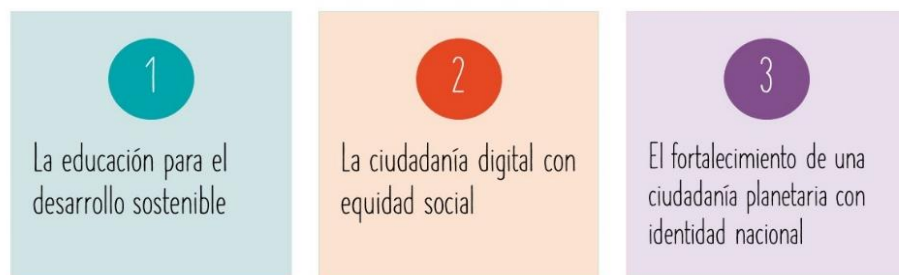 1
La educación para el
desarrollo sostenible
2
La ciudadanía digital con
equidad social
3
El fortalecimiento de una
ciudadanía planetaria con
identidad nacional